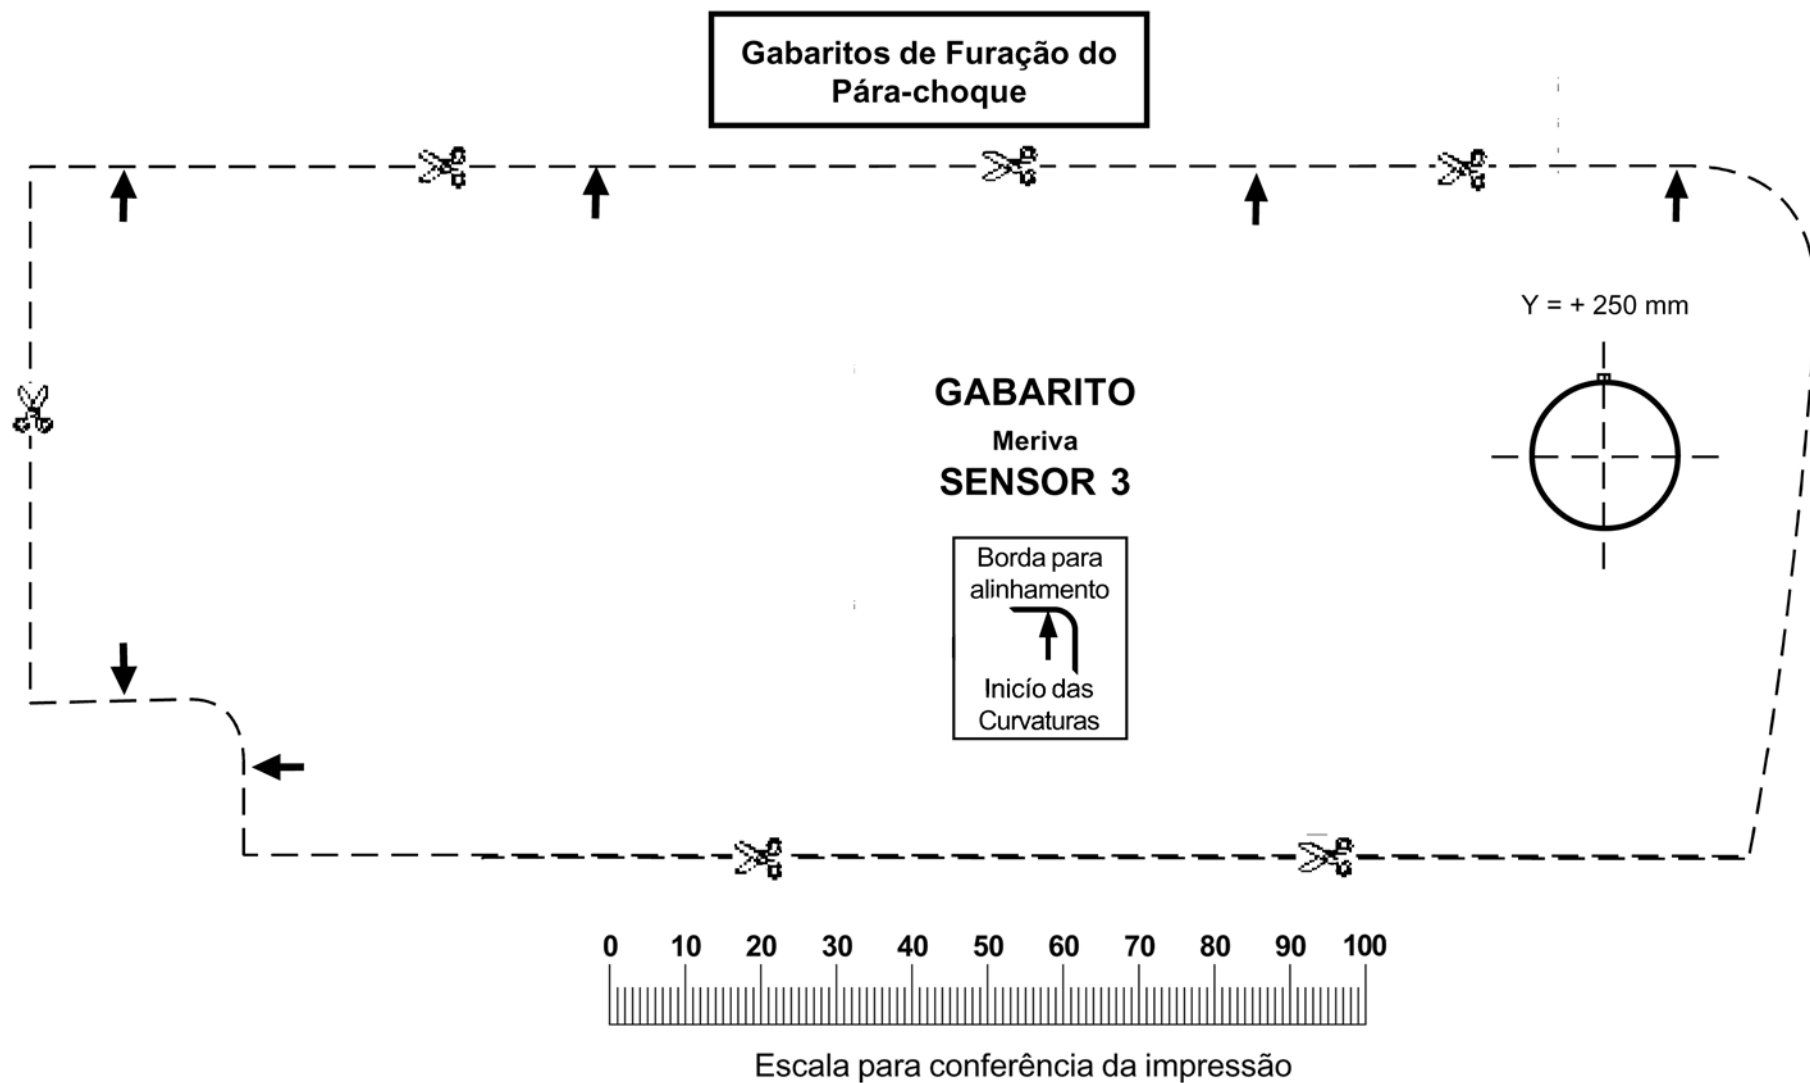 Gabaritos de Furação do
Pára-choque
Y = + 250 mm
GABARITO
Meriva
SENSOR 3
Borda para
alinhamento
Inicío das
Curvaturas
0 10 20 30 40 50 60 70 80 90 100
Escala para conferência da impressão